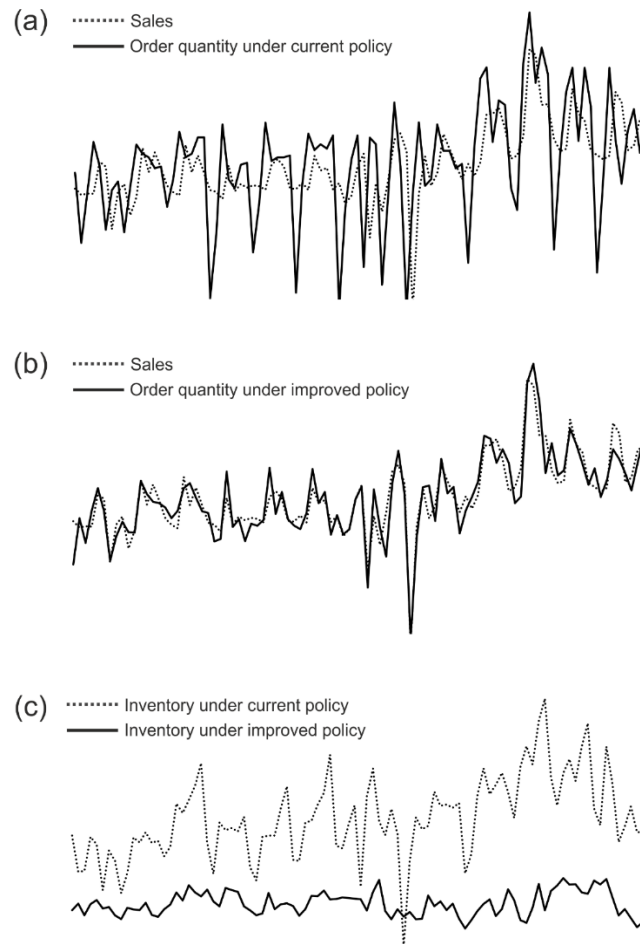 (a)
Sales
Order quantity under current policy
(b)
Sales
Order quantity under improved policy
(c)
Inventory under current policy
Inventory under improved policy